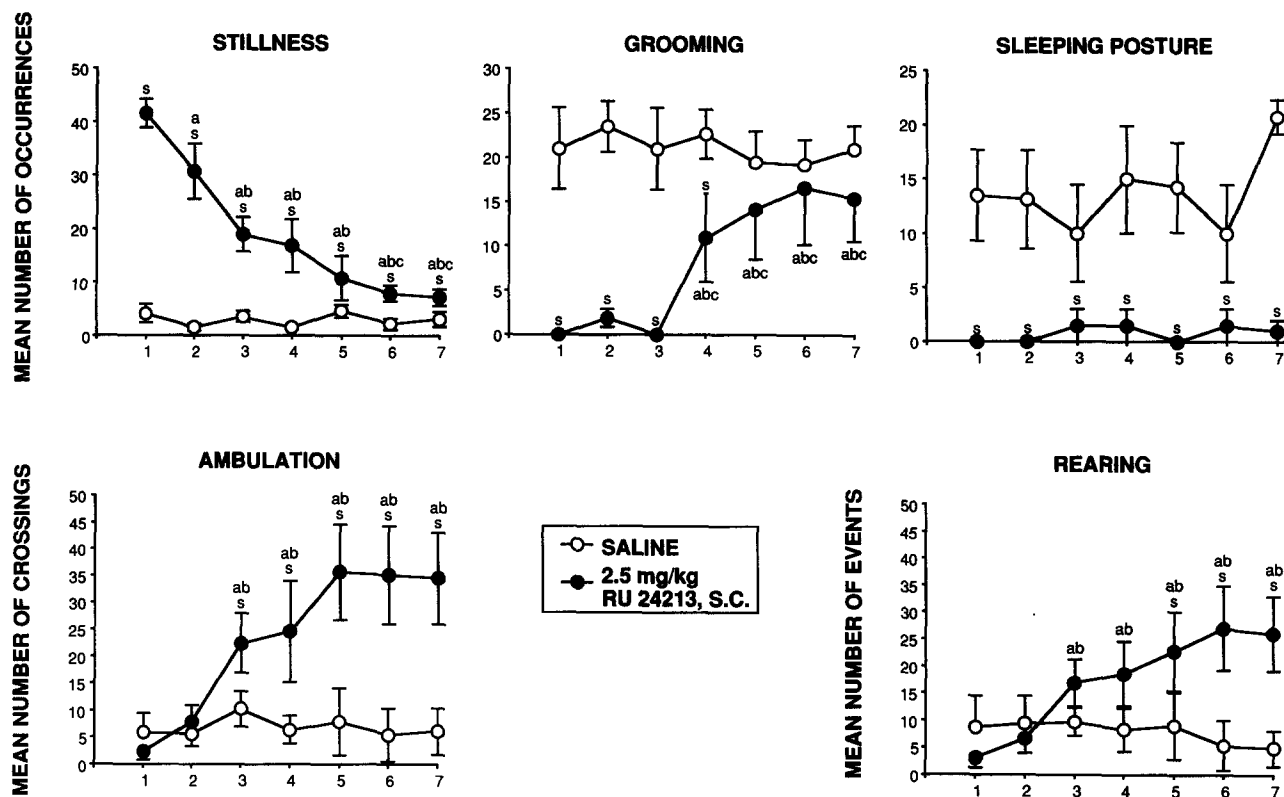 STILLNESS
MEAN NUMBER OF OCCURRENCES
50
40
30
20
10
0
s
a
s
ab
s
ab
s
ab
s
abc
s
abc
s
1 2 3 4 5 6 7
GROOMING
30
25
20
15
10
5
0
s
s
s
s
abc
abc
abc
abc
1 2 3 4 5 6 7
SLEEPING POSTURE
25
20
15
10
5
0
s
s
s
s
s
s
s
1 2 3 4 5 6 7
AMBULATION
MEAN NUMBER OF CROSSINGS
50
45
40
35
30
25
20
15
10
5
0
ab
s
ab
s
ab
s
ab
s
ab
s
1 2 3 4 5 6 7
SALINE
2.5 mg/kg
RU 24213, S.C.
REARING
MEAN NUMBER OF EVENTS
50
45
40
35
30
25
20
15
10
5
0
ab
ab
ab
s
ab
s
ab
s
1 2 3 4 5 6 7